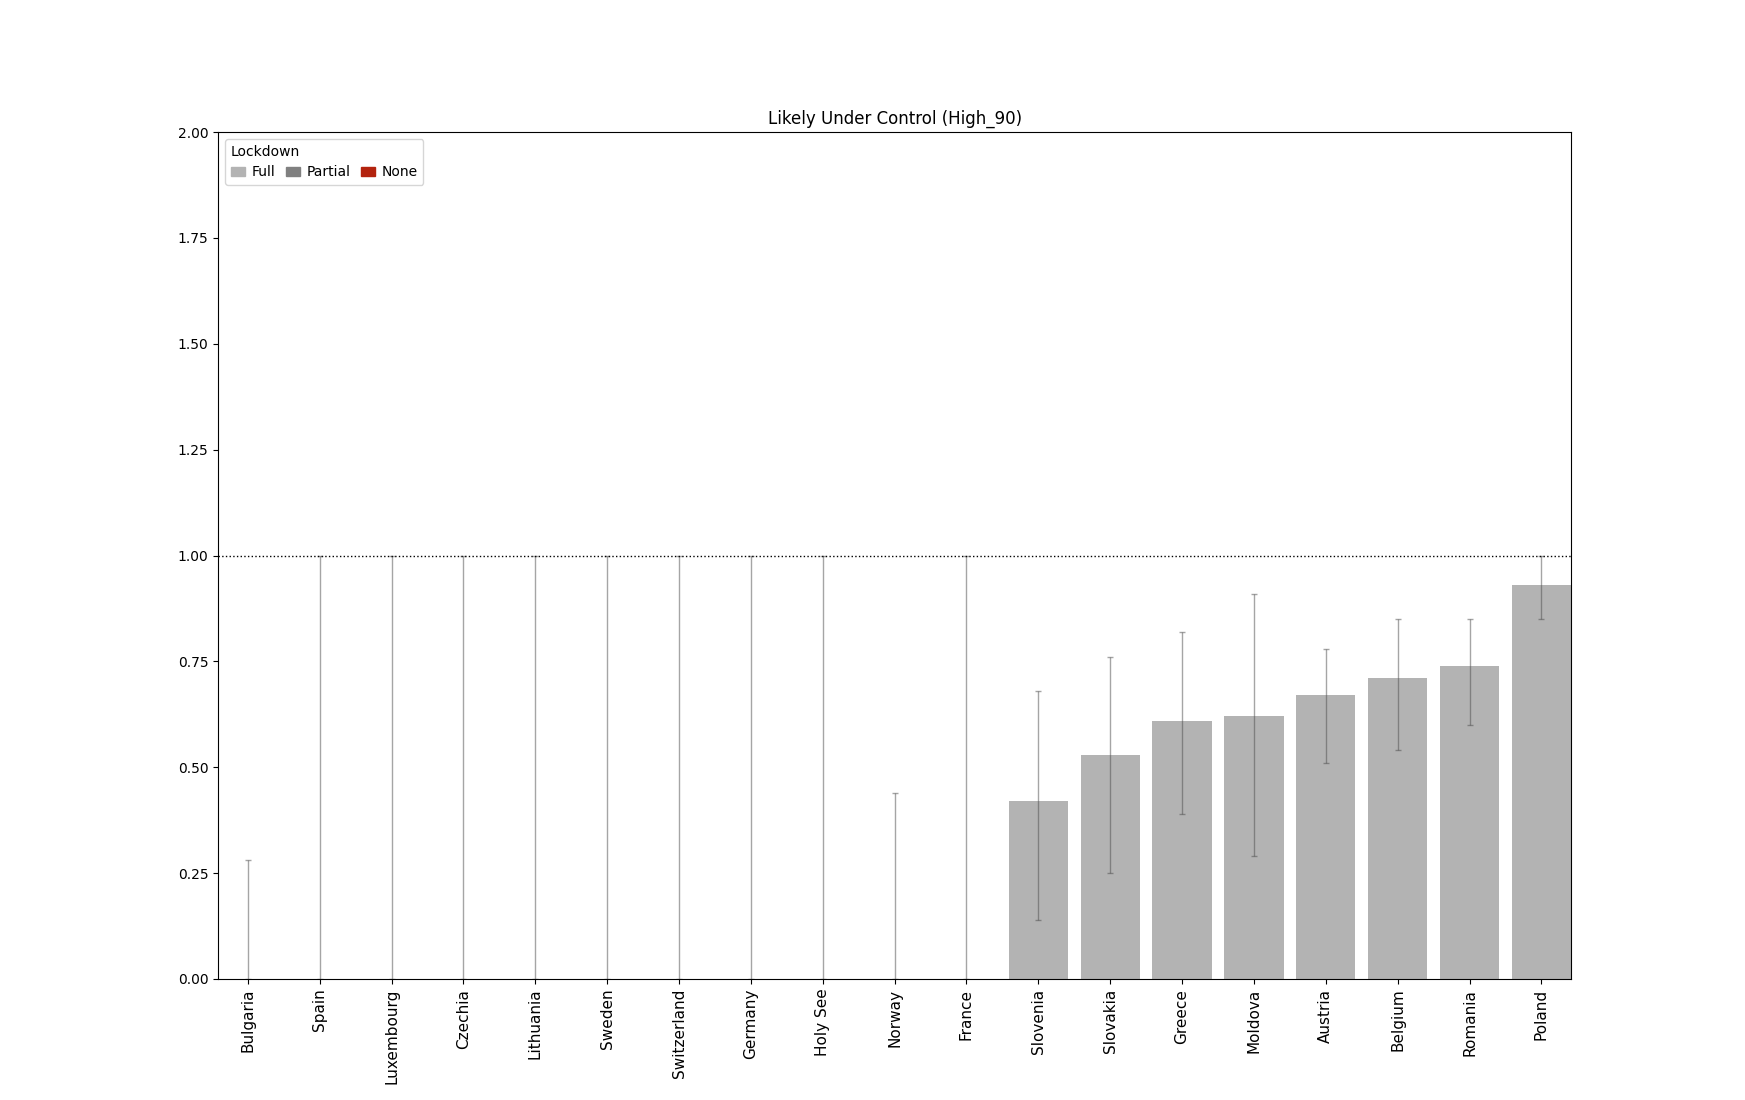 Likely Under Control (High_90)
Lockdown
Full Partial None
2.00
1.75
1.50
1.25
1.00
0.75
0.50
0.25
0.00
Bulgaria
Spain
Luxembourg
Czechia
Lithuania
Sweden
Switzerland
Germany
Holy See
Norway
France
Slovenia
Slovakia
Greece
Moldova
Austria
Belgium
Romania
Poland